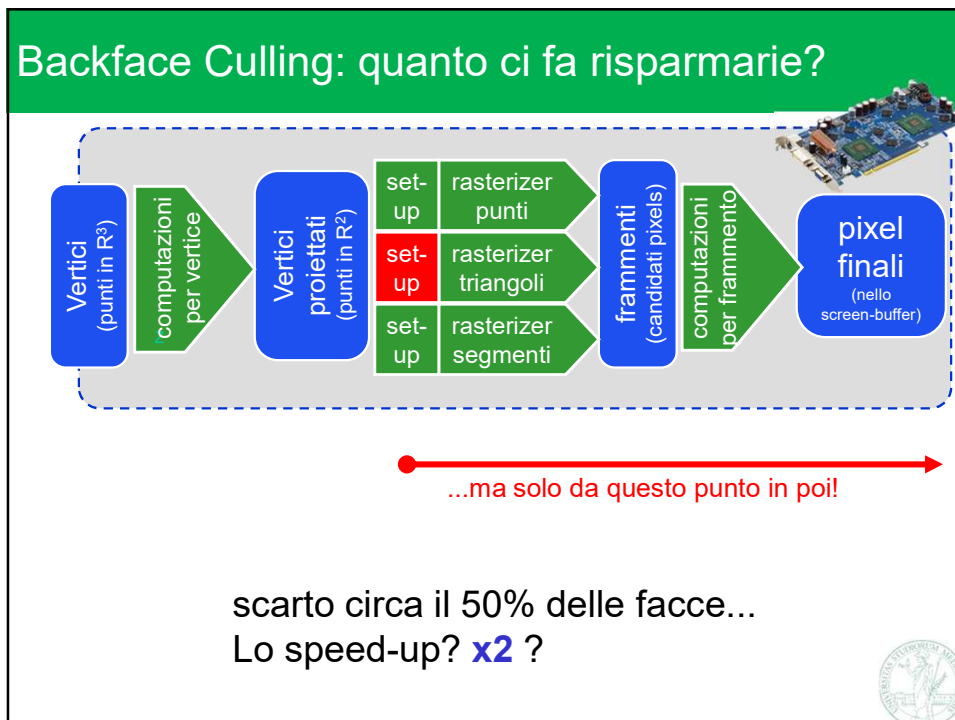 Backface Culling: quanto ci fa risparmarie?
Vertici
(punti in R³)
computazioni
per vertice
Vertici
proiettati
(punti in R²)
set-
up
rasterizer
punti
set-
up
rasterizer
triangoli
set-
up
rasterizer
segmenti
frammenti
(candidati pixels)
computazioni
per frammento
pixel
finali
(nello
screen-buffer)
...ma solo da questo punto in poi!
scarto circa il 50% delle facce...
Lo speed-up? x2 ?